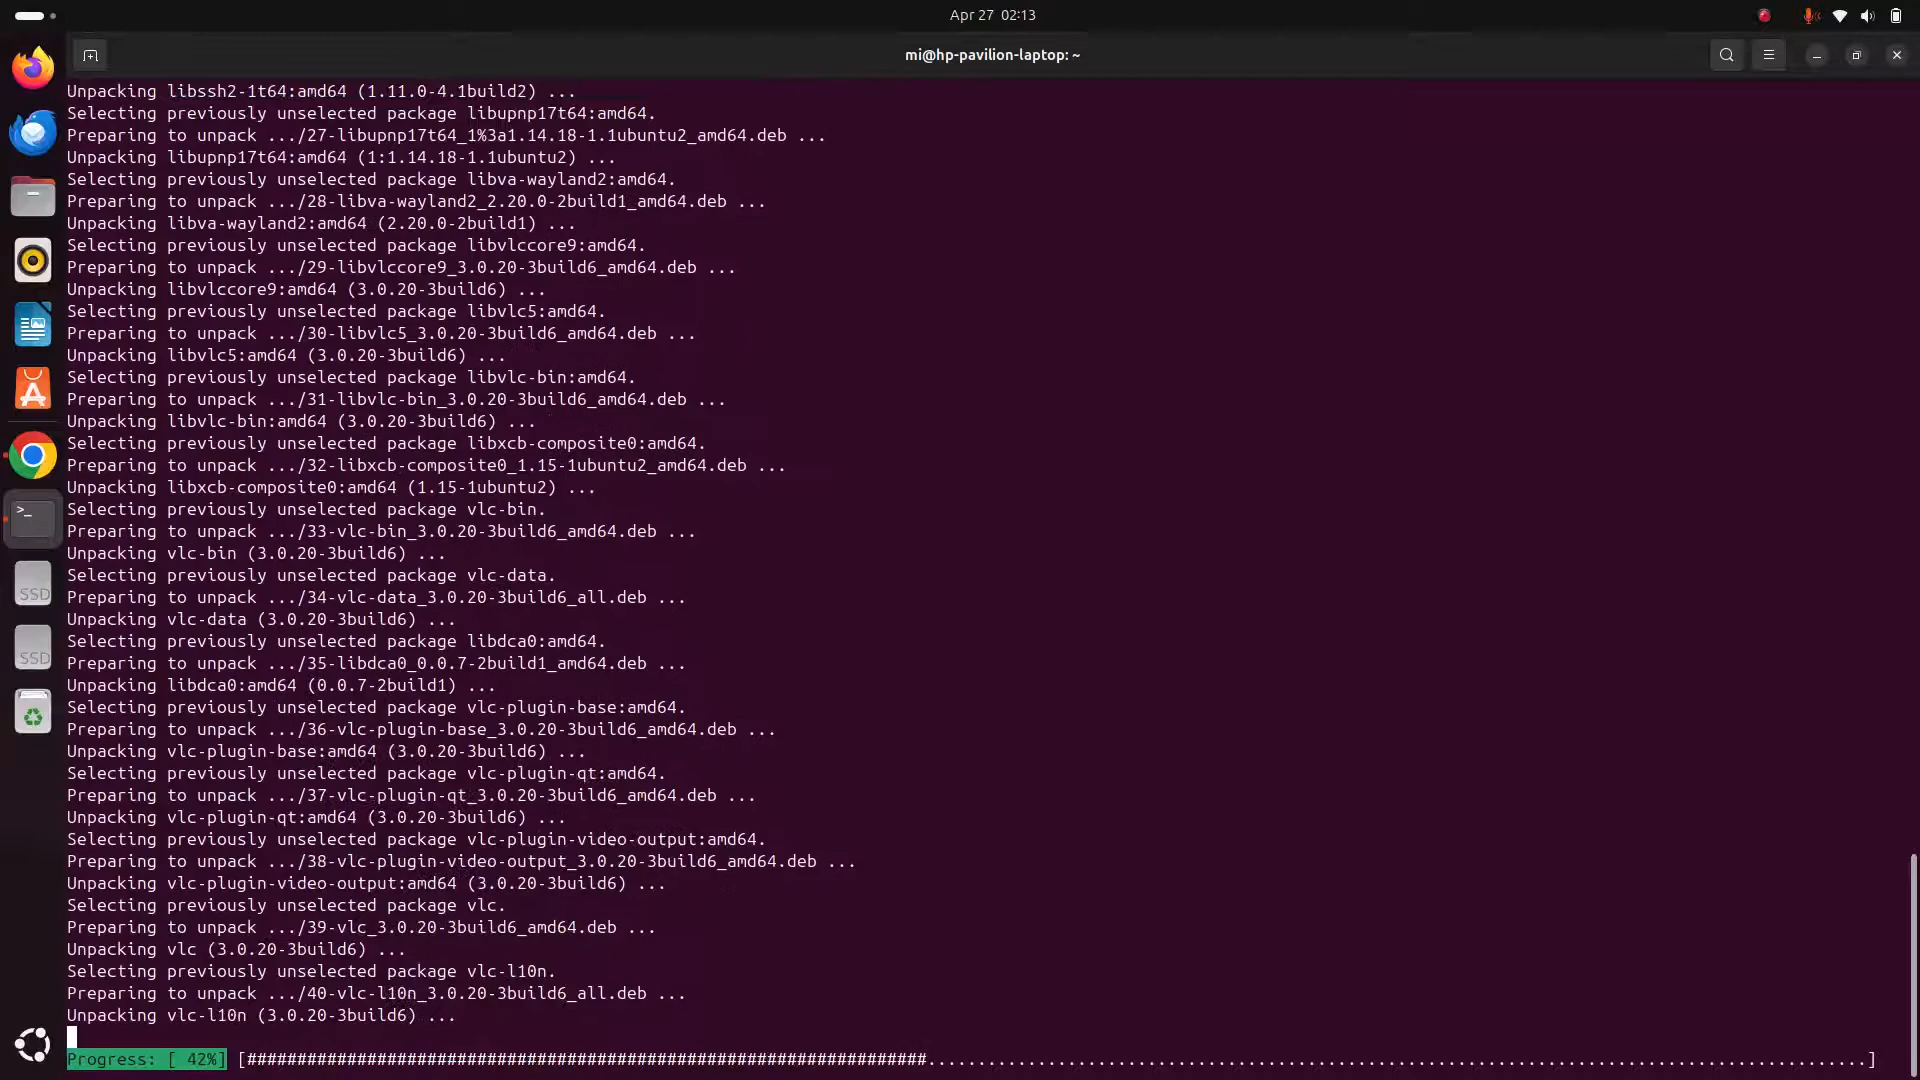 Apr 27 02:13
mi@hp-pavilion-laptop: ~
Unpacking libssh2-1t64:amd64 (1.11.0-4.1build2) ...
Selecting previously unselected package libupnp17t64:amd64.
Preparing to unpack .../27-libupnp17t64_1%3a1.14.18-1.1ubuntu2_amd64.deb ...
Unpacking libupnp17t64:amd64 (1:1.14.18-1.1ubuntu2) ...
Selecting previously unselected package libva-wayland2:amd64.
Preparing to unpack .../28-libva-wayland2_2.20.0-2build1_amd64.deb ...
Unpacking libva-wayland2:amd64 (2.20.0-2build1) ...
Selecting previously unselected package libvlccore9:amd64.
Preparing to unpack .../29-libvlccore9_3.0.20-3build6_amd64.deb ...
Unpacking libvlccore9:amd64 (3.0.20-3build6) ...
Selecting previously unselected package libvlc5:amd64.
Preparing to unpack .../30-libvlc5_3.0.20-3build6_amd64.deb ...
Unpacking libvlc5:amd64 (3.0.20-3build6) ...
Selecting previously unselected package libvlc-bin:amd64.
Preparing to unpack .../31-libvlc-bin_3.0.20-3build6_amd64.deb ...
Unpacking libvlc-bin:amd64 (3.0.20-3build6) ...
Selecting previously unselected package libxcb-composite0:amd64.
Preparing to unpack .../32-libxcb-composite0_1.15-1ubuntu2_amd64.deb ...
Unpacking libxcb-composite0:amd64 (1.15-1ubuntu2) ...
Selecting previously unselected package vlc-bin.
Preparing to unpack .../33-vlc-bin_3.0.20-3build6_amd64.deb ...
Unpacking vlc-bin (3.0.20-3build6) ...
Selecting previously unselected package vlc-data.
Preparing to unpack .../34-vlc-data_3.0.20-3build6_all.deb ...
Unpacking vlc-data (3.0.20-3build6) ...
Selecting previously unselected package libdca0:amd64.
Preparing to unpack .../35-libdca0_0.0.7-2build1_amd64.deb ...
Unpacking libdca0:amd64 (0.0.7-2build1) ...
Selecting previously unselected package vlc-plugin-base:amd64.
Preparing to unpack .../36-vlc-plugin-base_3.0.20-3build6_amd64.deb ...
Unpacking vlc-plugin-base:amd64 (3.0.20-3build6) ...
Selecting previously unselected package vlc-plugin-qt:amd64.
Preparing to unpack .../37-vlc-plugin-qt_3.0.20-3build6_amd64.deb ...
Unpacking vlc-plugin-qt:amd64 (3.0.20-3build6) ...
Selecting previously unselected package vlc-plugin-video-output:amd64.
Preparing to unpack .../38-vlc-plugin-video-output_3.0.20-3build6_amd64.deb ...
Unpacking vlc-plugin-video-output:amd64 (3.0.20-3build6) ...
Selecting previously unselected package vlc.
Preparing to unpack .../39-vlc_3.0.20-3build6_amd64.deb ...
Unpacking vlc (3.0.20-3build6) ...
Selecting previously unselected package vlc-l10n.
Preparing to unpack .../40-vlc-l10n_3.0.20-3build6_all.deb ...
Unpacking vlc-l10n (3.0.20-3build6) ...
Progress: [ 42%] [####################################################################..............................................................................................]
SSD
SSD